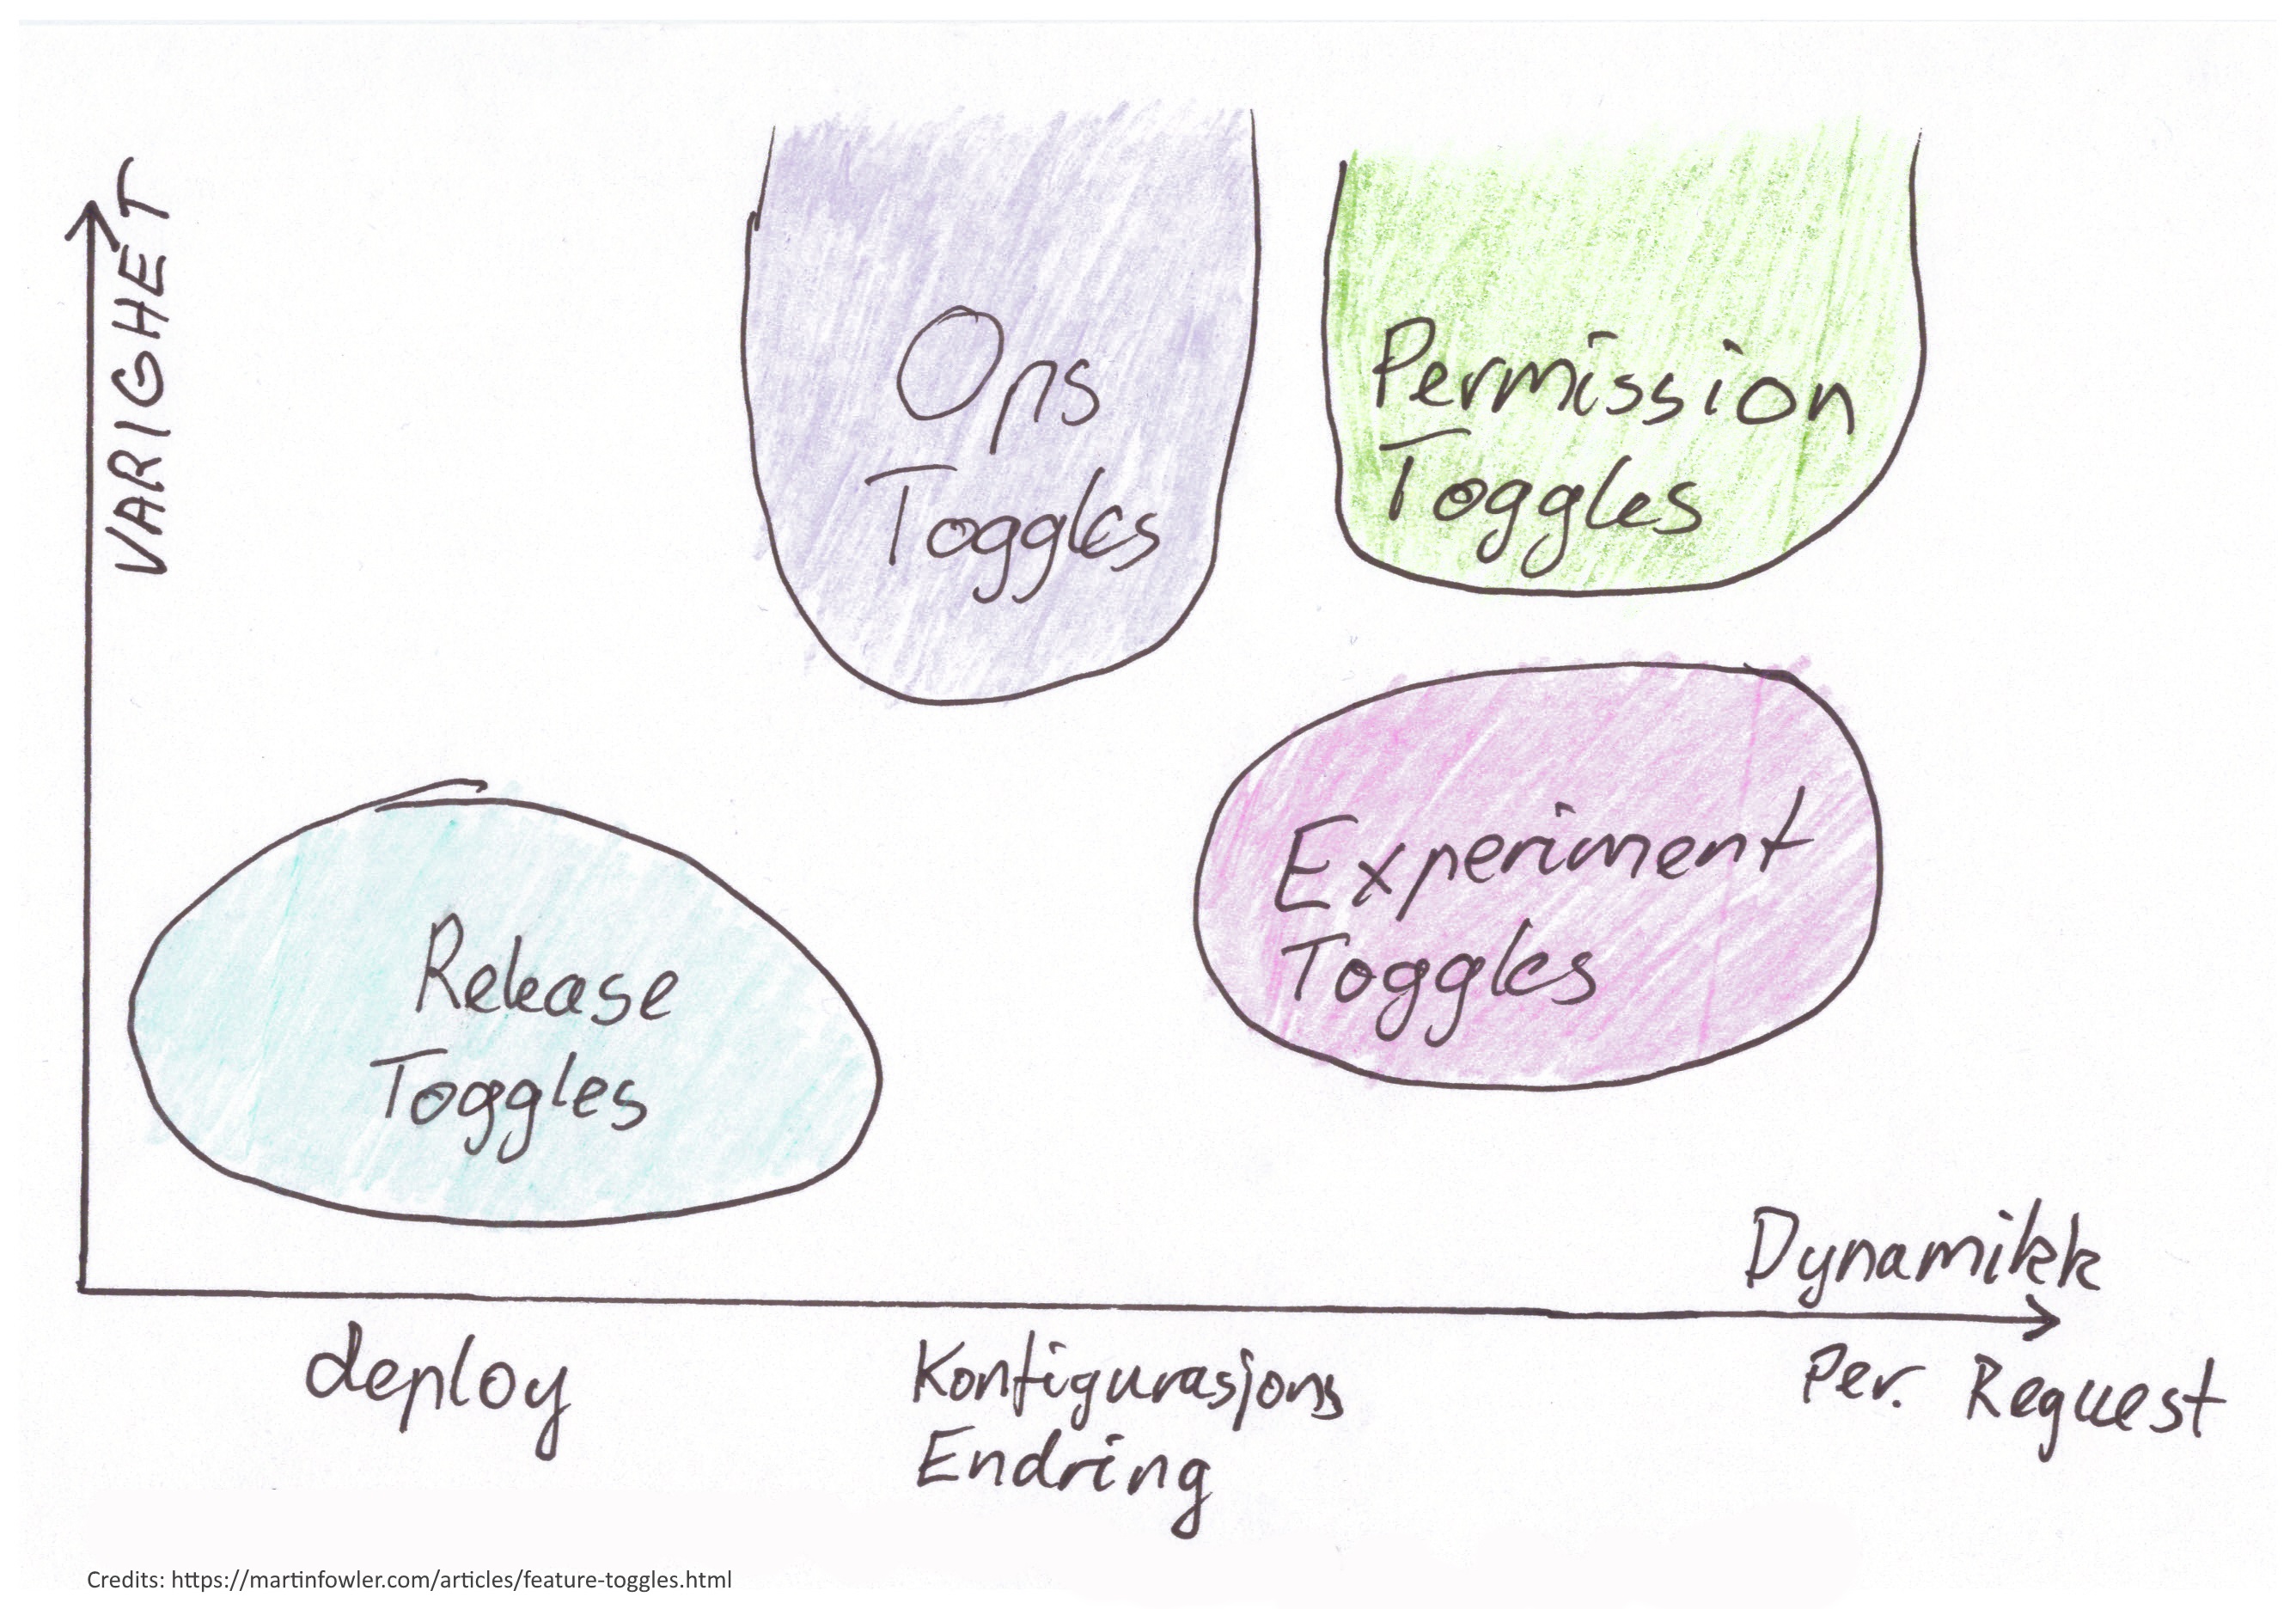 VARIGHET
Ops
Toggles
Permission
Toggles
Experiment
Toggles
Release
Toggles
Dynamikk
deploy
Konfigurasjons
Endring
Per. Request
Credits: https://martinfowler.com/articles/feature-toggles.html